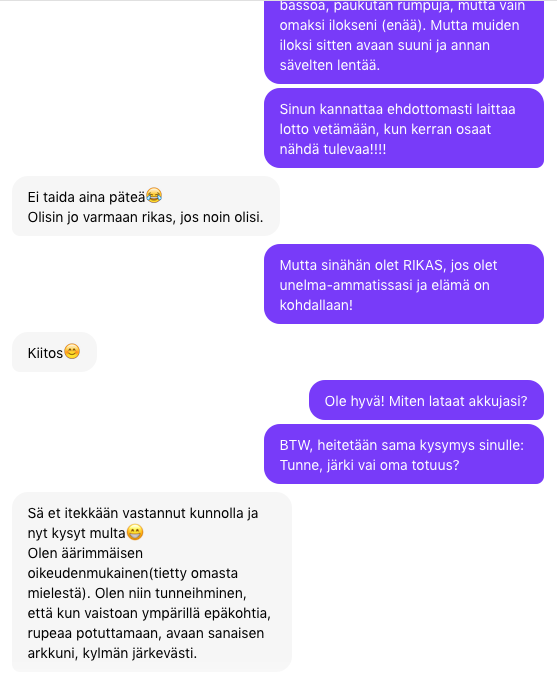 bassoa, paukutan rumpuja, mutta vain
omaksi ilokseni (enää). Mutta muiden
iloksi sitten avaan suuni ja annan
sävelten lentää.
Sinun kannattaa ehdottomasti laittaa
lotto vetämään, kun kerran osaat
nähdä tulevaa!!!!
Ei taida aina päteä😂
Olisin jo varmaan rikas, jos noin olisi.
Mutta sinähän olet RIKAS, jos olet
unelma-ammatissasi ja elämä on
kohdallaan!
Kiitos😊
Ole hyvä! Miten lataat akkujasi?
BTW, heitetään sama kysymys sinulle:
Tunne, järki vai oma totuus?
Sä et itekkään vastannut kunnolla ja
nyt kysyt multa😁
Olen äärimmäisen
oikeudenmukainen(tietty omasta
mielestä). Olen niin tunneihminen,
että kun vaistoan ympärillä epäkohtia,
rupeaa potuttamaan, avaan sanaisen
arkkuni, kylmän järkevästi.